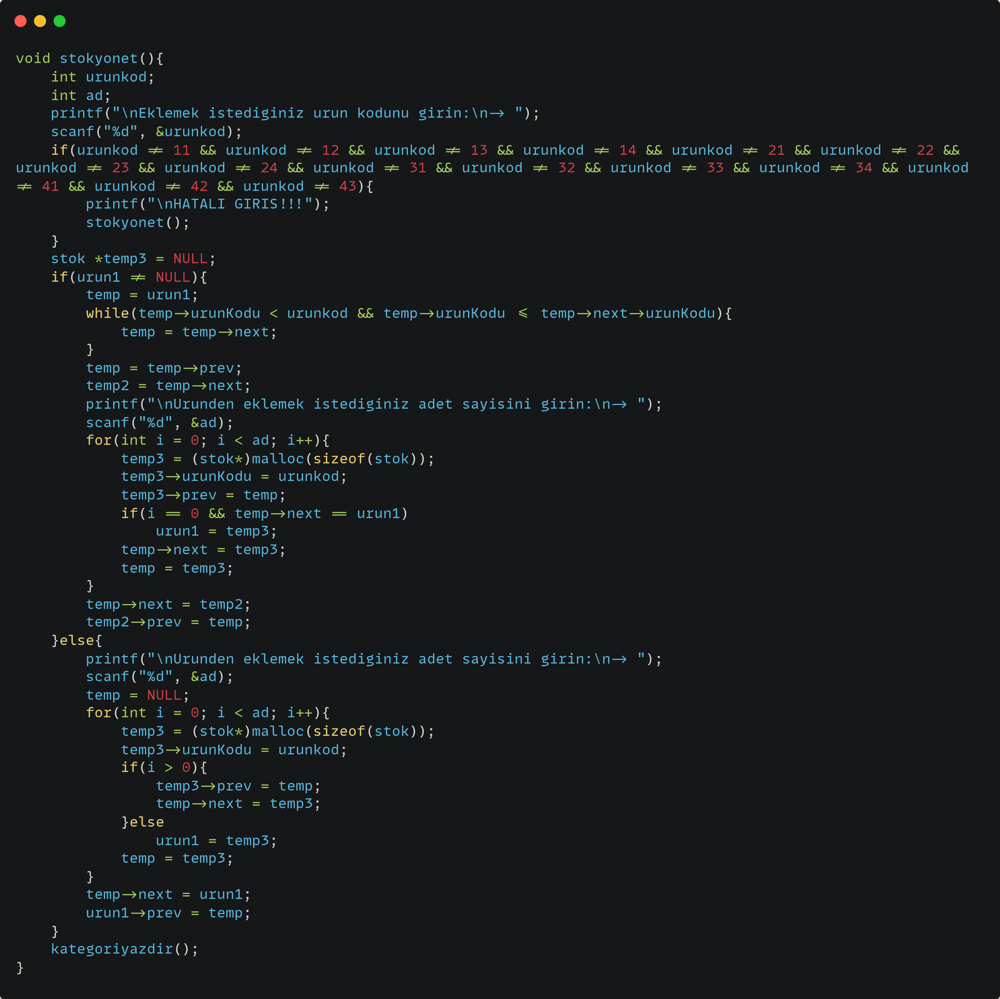 void stokyonet(){
    int urunkod;
    int ad;
    printf("\nEklemek istediginiz urun kodunu girin:\n-> ");
    scanf("%d", &urunkod);
    if(urunkod != 11 && urunkod != 12 && urunkod != 13 && urunkod != 14 && urunkod != 21 && urunkod != 22 &&
urunkod != 23 && urunkod != 24 && urunkod != 31 && urunkod != 32 && urunkod != 33 && urunkod != 34 && urunkod
!= 41 && urunkod != 42 && urunkod != 43){
        printf("\nHATALI GIRIS!!!");
        stokyonet();
    }
    stok *temp3 = NULL;
    if(urun1 != NULL){
        temp = urun1;
        while(temp->urunKodu < urunkod && temp->urunKodu <= temp->next->urunKodu){
            temp = temp->next;
        }
        temp = temp->prev;
        temp2 = temp->next;
        printf("\nUrunden eklemek istediginiz adet sayisini girin:\n-> ");
        scanf("%d", &ad);
        for(int i = 0; i < ad; i++){
            temp3 = (stok*)malloc(sizeof(stok));
            temp3->urunKodu = urunkod;
            temp3->prev = temp;
            if(i == 0 && temp->next == urun1)
                urun1 = temp3;
            temp->next = temp3;
            temp = temp3;
        }
        temp->next = temp2;
        temp2->prev = temp;
    }else{
        printf("\nUrunden eklemek istediginiz adet sayisini girin:\n-> ");
        scanf("%d", &ad);
        temp = NULL;
        for(int i = 0; i < ad; i++){
            temp3 = (stok*)malloc(sizeof(stok));
            temp3->urunKodu = urunkod;
            if(i > 0){
                temp3->prev = temp;
                temp->next = temp3;
            }else
                urun1 = temp3;
            temp = temp3;
        }
        temp->next = urun1;
        urun1->prev = temp;
    }
    kategoriyazdir();
}